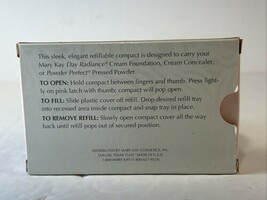 This sleek, elegant refillable compact is designed to carry your
Mary Kay Day Radiance® Cream Foundation, Cream Concealer,
or Powder Perfect® Pressed Powder.
TO OPEN: Hold compact between fingers and thumb. Press light-
ly on pink latch with thumb; compact will pop open.
TO FILL: Slide plastic cover off refill. Drop desired refill tray
into recessed area inside compact and snap tray in place.
TO REMOVE REFILL: Slowly open compact cover all the way
back until refill pops out of secured position.
DISTRIBUTED BY MARY KAY COSMETICS, INC.
DALLAS, TEXAS MADE IN U.S.A.